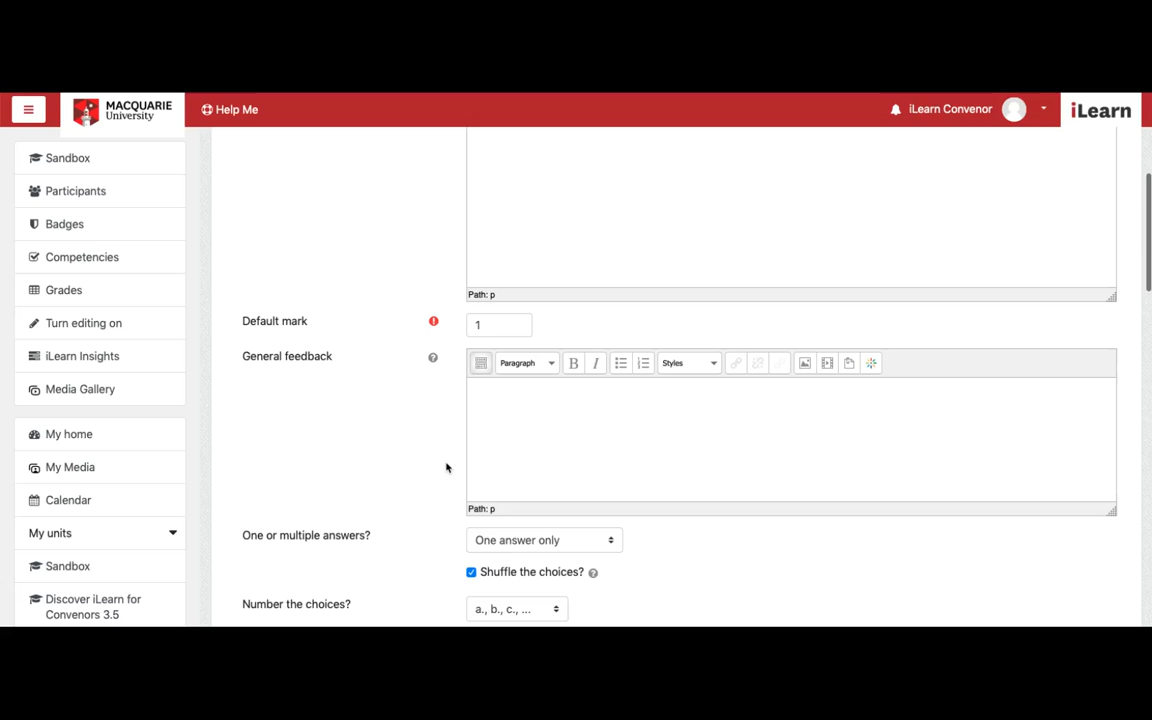 MACQUARIE
University
Help Me
iLearn Convenor
iLearn
Sandbox
Participants
Badges
Competencies
Grades
Turn editing on
iLearn Insights
Media Gallery
My home
My Media
Calendar
My units
Sandbox
Discover iLearn for
Convenors 3.5
Path: p
Default mark
1
General feedback
Paragraph
B
I
Styles
Path: p
One or multiple answers?
One answer only
Shuffle the choices?
Number the choices?
a., b., c., ...